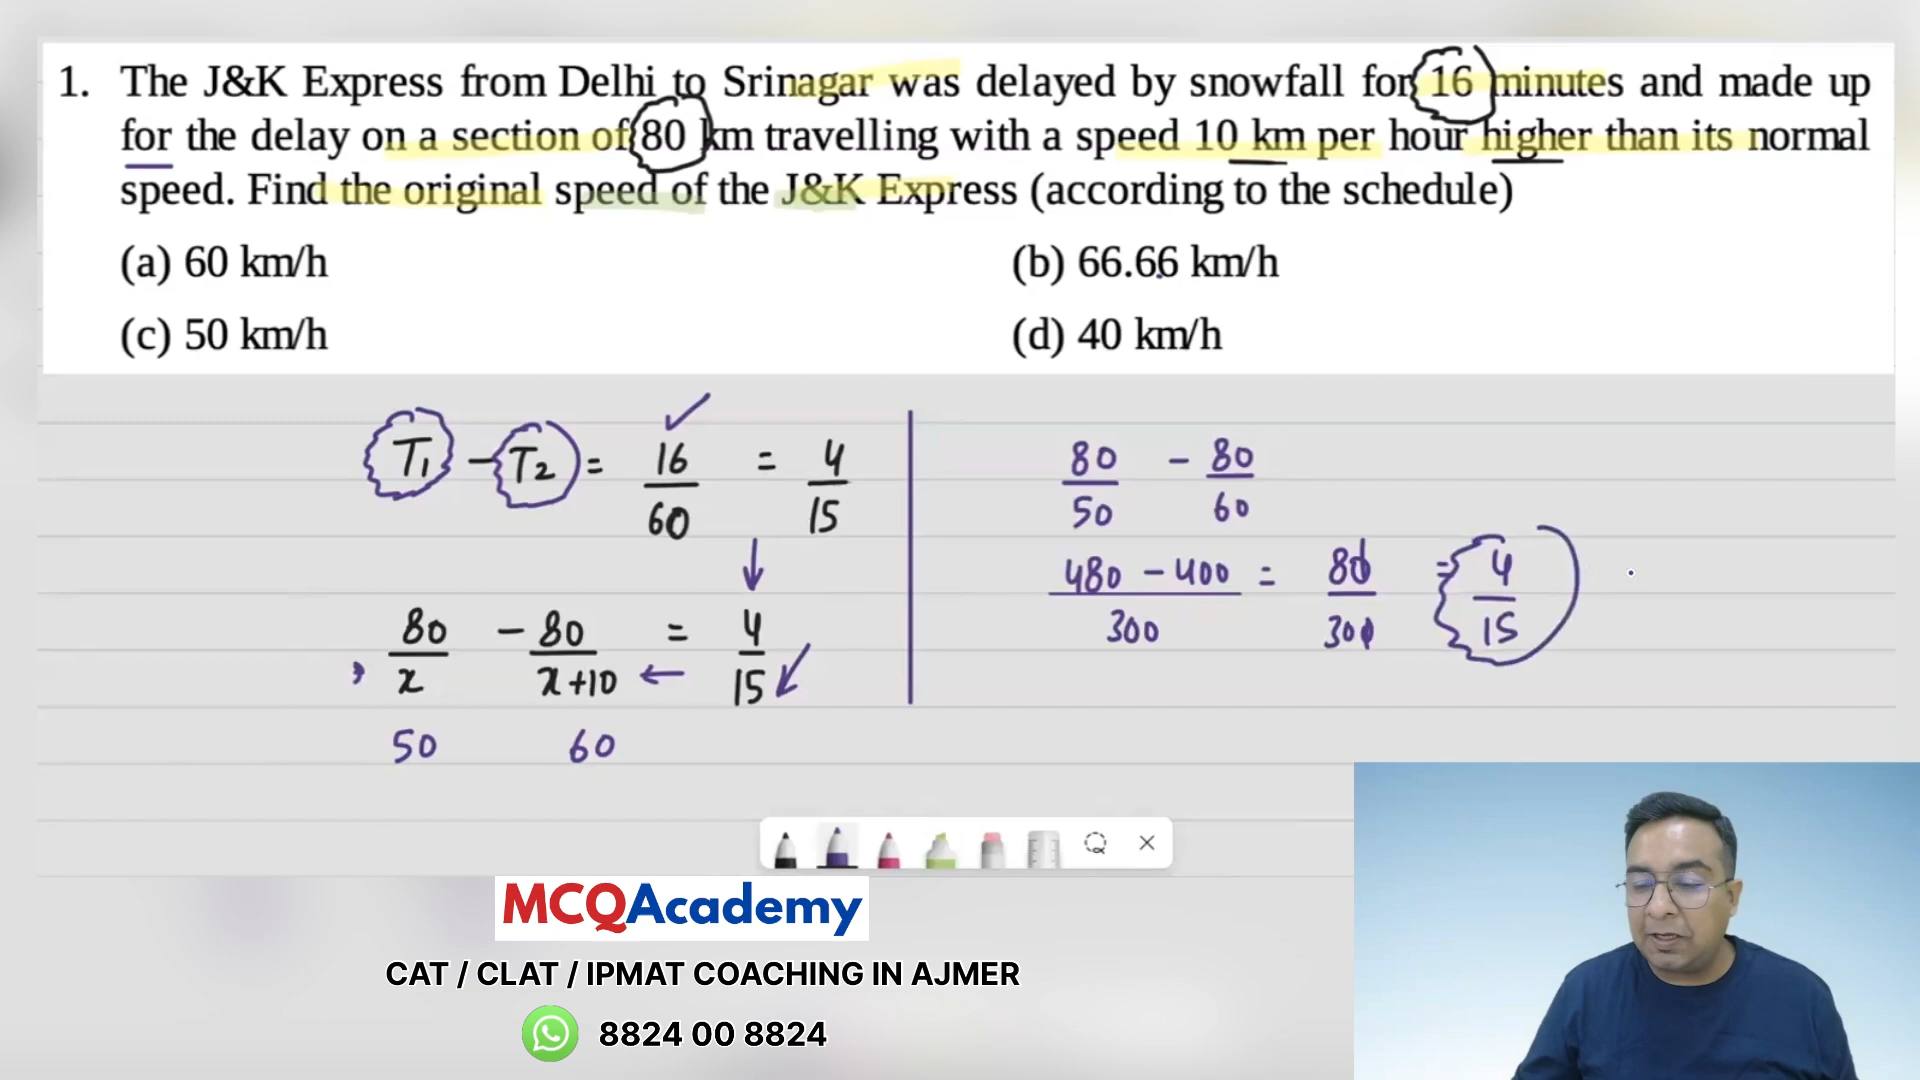 1. The J&K Express from Delhi to Srinagar was delayed by snowfall for 16 minutes and made up
for the delay on a section of 80 km travelling with a speed 10 km per hour higher than its normal
speed. Find the original speed of the J&K Express (according to the schedule)
(a) 60 km/h (b) 66.66 km/h
(c) 50 km/h (d) 40 km/h
T1 - T2 = 16/60 = 4/15
80/x - 80/x+10 = 4/15
50 60
80/50 - 80/60
480 - 400/300 = 80/300 = 4/15
MCQAcademy
CAT / CLAT / IPMAT COACHING IN AJMER
8824 00 8824